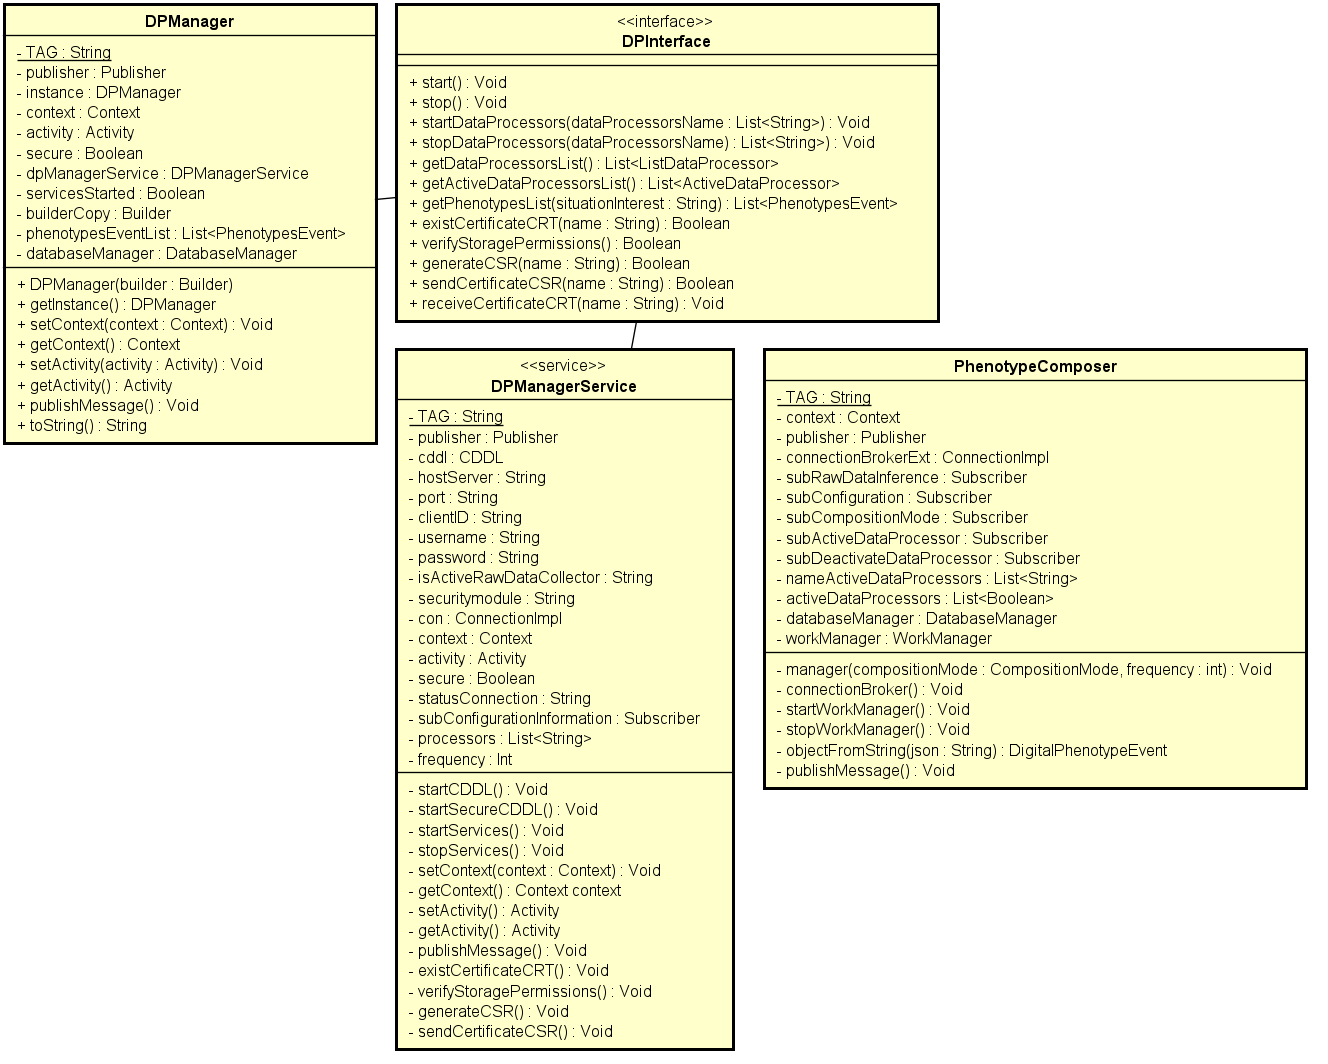 DPManager
- TAG : String
- publisher : Publisher
- instance : DPManager
- context : Context
- activity : Activity
- secure : Boolean
- dpManagerService : DPManagerService
- servicesStarted : Boolean
- builderCopy : Builder
- phenotypesEventList : List<PhenotypesEvent>
- databaseManager : DatabaseManager
+ DPManager(builder : Builder)
+ getInstance() : DPManager
+ setContext(context : Context) : Void
+ getContext() : Context
+ setActivity(activity : Activity) : Void
+ getActivity() : Activity
+ publishMessage() : Void
+ toString() : String
<<interface>>
DPInterface
+ start() : Void
+ stop() : Void
+ startDataProcessors(dataProcessorsName : List<String>) : Void
+ stopDataProcessors(dataProcessorsName) : List<String>) : Void
+ getDataProcessorsList() : List<ListDataProcessor>
+ getActiveDataProcessorsList() : List<ActiveDataProcessor>
+ getPhenotypesList(situationInterest : String) : List<PhenotypesEvent>
+ existCertificateCRT(name : String) : Boolean
+ verifyStoragePermissions() : Boolean
+ generateCSR(name : String) : Boolean
+ sendCertificateCSR(name : String) : Boolean
+ receiveCertificateCRT(name : String) : Void
<<service>>
DPManagerService
- TAG : String
- publisher : Publisher
- cddl : CDDL
- hostServer : String
- port : String
- clientID : String
- username : String
- password : String
- isActiveRawDataCollector : String
- securitymodule : String
- con : ConnectionImpl
- context : Context
- activity : Activity
- secure : Boolean
- statusConnection : String
- subConfigurationInformation : Subscriber
- processors : List<String>
- frequency : Int
- startCDDL() : Void
- startSecureCDDL() : Void
- startServices() : Void
- stopServices() : Void
- setContext(context : Context) : Void
- getContext() : Context context
- setActivity() : Activity
- getActivity() : Activity
- publishMessage() : Void
- existCertificateCRT() : Void
- verifyStoragePermissions() : Void
- generateCSR() : Void
- sendCertificateCSR() : Void
PhenotypeComposer
- TAG : String
- context : Context
- publisher : Publisher
- connectionBrokerExt : ConnectionImpl
- subRawDataInference : Subscriber
- subConfiguration : Subscriber
- subCompositionMode : Subscriber
- subActiveDataProcessor : Subscriber
- subDeactivateDataProcessor : Subscriber
- nameActiveDataProcessors : List<String>
- activeDataProcessors : List<Boolean>
- databaseManager : DatabaseManager
- workManager : WorkManager
- manager(compositionMode : CompositionMode, frequency : int) : Void
- connectionBroker() : Void
- startWorkManager() : Void
- stopWorkManager() : Void
- objectFromString(json : String) : DigitalPhenotypeEvent
- publishMessage() : Void